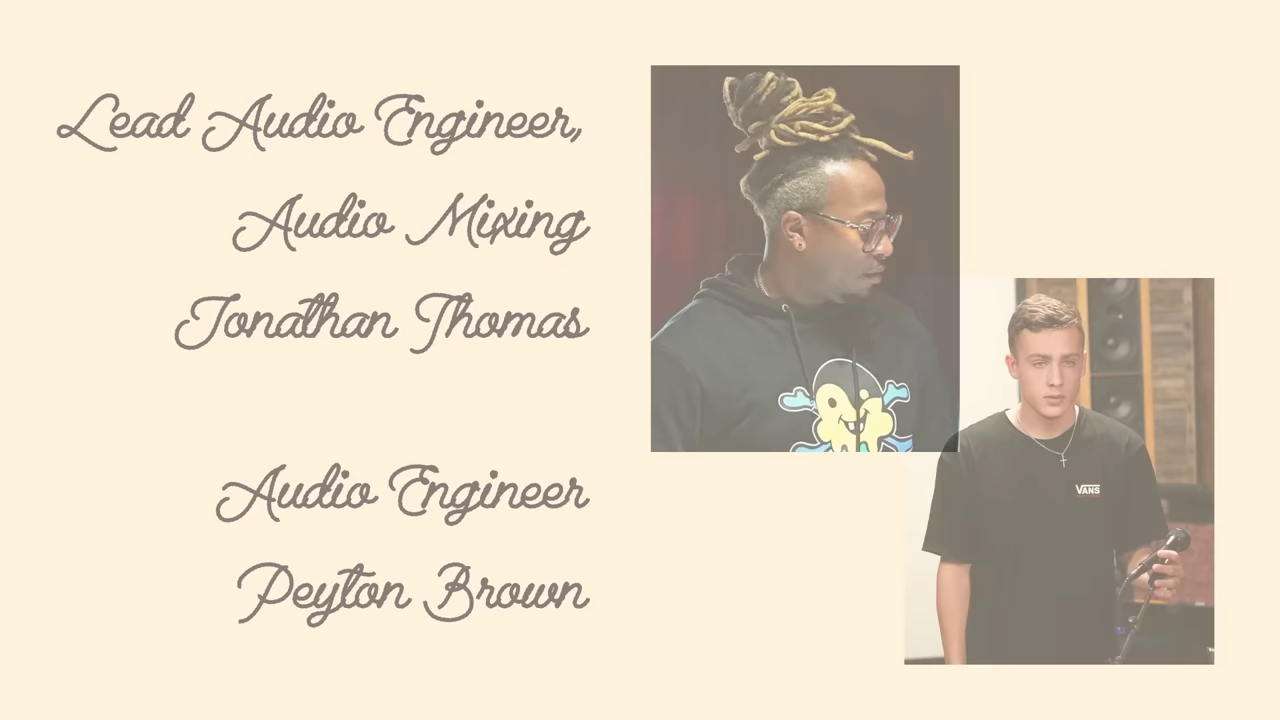 Lead Audio Engineer,
Audio Mixing
Jonathan Thomas
Audio Engineer
Peyton Brown
VANS